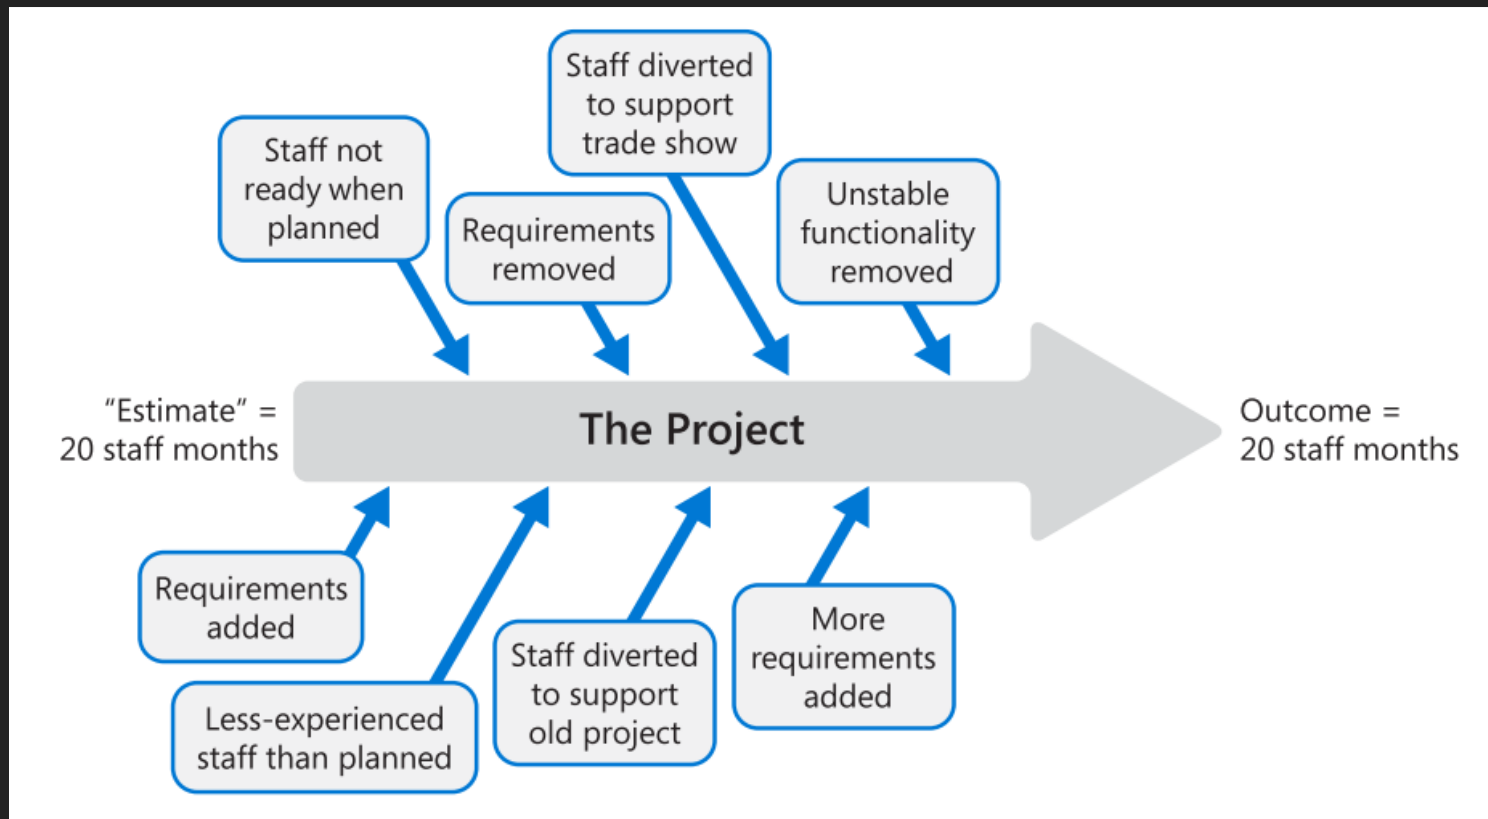 Staff diverted
to support
trade show
Staff not
ready when
planned
Requirements
removed
Unstable
functionality
removed
“Estimate” =
20 staff months
The Project
Outcome =
20 staff months
Requirements
added
Less-experienced
staff than planned
Staff diverted
to support
old project
More
requirements
added